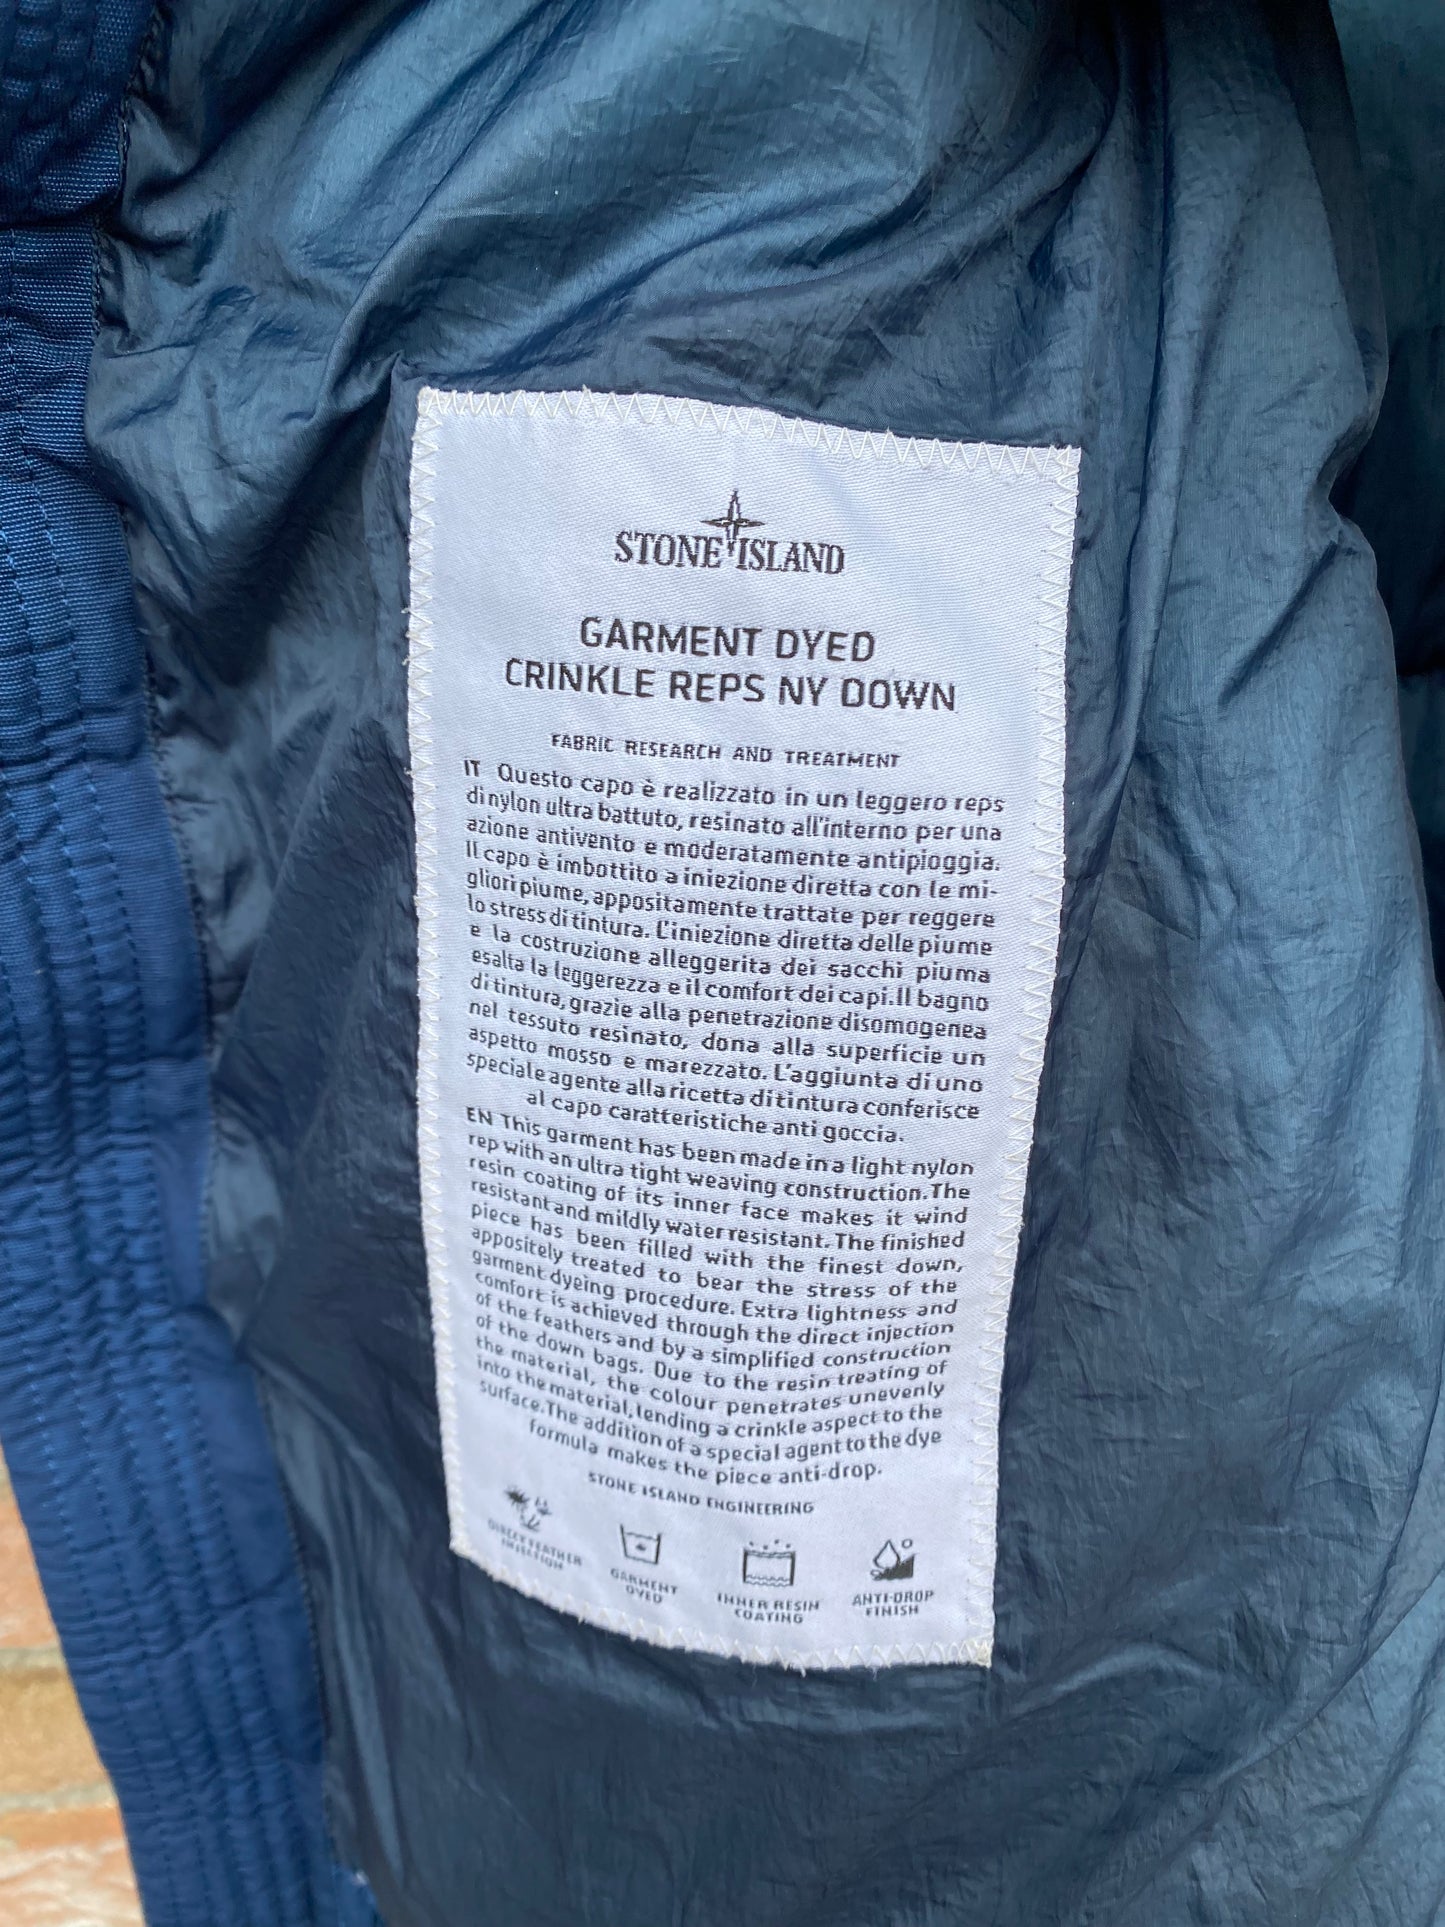 STONE ISLAND
GARMENT DYED
CRINKLE REPS NY DOWN
FABRIC RESEARCH AND TREATMENT
IT Questo capo è realizzato in un leggero reps
di nylon ultra battuto, resinato all'interno per una
azione antivento e moderatamente antipioggia.
Il capo è imbottito a iniezione diretta con le mi-
gliori piume, appositamente trattate per reggere
lo stress di tintura. L'iniezione diretta delle piume
e la costruzione alleggerita dei sacchi piuma
esalta la leggerezza e il comfort dei capi. Il bagno
di tintura, grazie alla penetrazione disomogenea
nel tessuto resinato, dona alla superficie un
aspetto mosso e marezzato. L'aggiunta di uno
speciale agente alla ricetta di tintura conferisce
al capo caratteristiche anti goccia.
EN This garment has been made in a light nylon
rep with an ultra tight weaving construction. The
resin coating of its inner face makes it wind
resistant and mildly water resistant. The finished
piece has been filled with the finest down,
appositely treated to bear the stress of the
garment dyeing procedure. Extra lightness and
comfort is achieved through the direct injection
of the feathers and by a simplified construction
of the down bags. Due to the resin treating of
the material, the colour penetrates unevenly
into the material, lending a crinkle aspect to the
surface. The addition of a special agent to the dye
formula makes the piece anti-drop.
STONE ISLAND ENGINEERING
DIRECT FEATHER
INJECTION
GARMENT
DYED
INNER RESIN
COATING
ANTI-DROP
FINISH